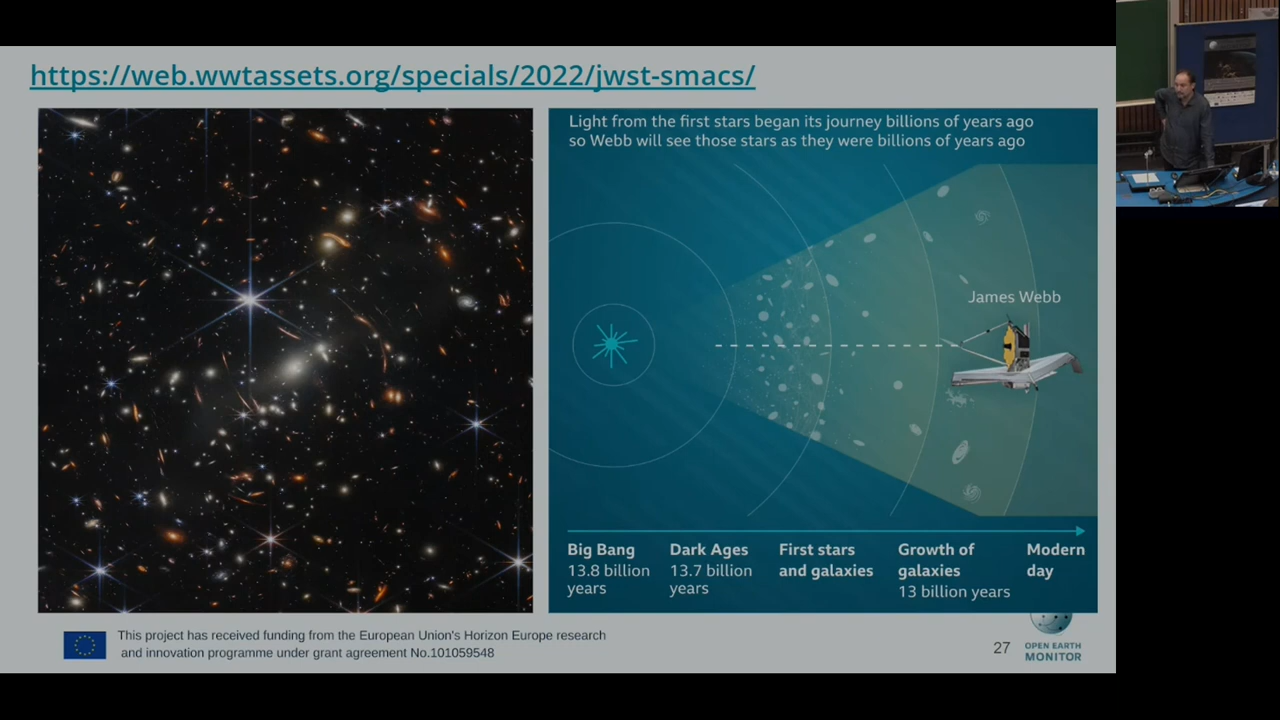 https://web.wwtassets.org/specials/2022/jwst-smacs/
Light from the first stars began its journey billions of years ago
so Webb will see those stars as they were billions of years ago
James Webb
Big Bang
13.8 billion
years
Dark Ages
13.7 billion
years
First stars
and galaxies
Growth of
galaxies
13 billion years
Modern
day
This project has received funding from the European Union's Horizon Europe research
and innovation programme under grant agreement No.101059548
27
OPEN EARTH
MONITOR